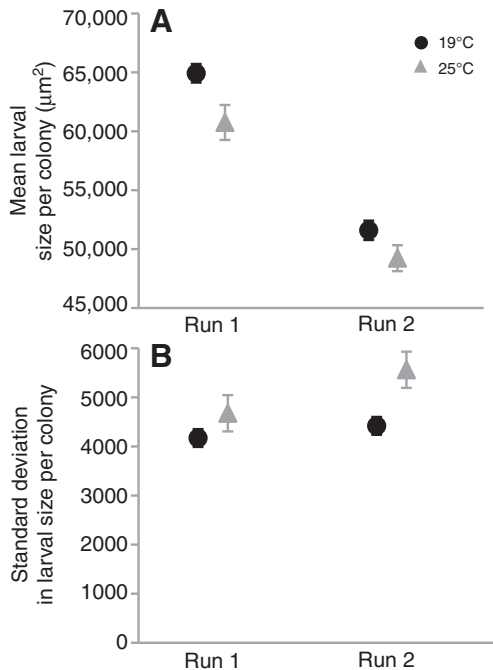 A
19°C
25°C
Mean larval
size per colony (μm²)
70,000
65,000
60,000
55,000
50,000
45,000
Run 1
Run 2
B
Standard deviation
in larval size per colony
6000
5000
4000
3000
2000
1000
0
Run 1
Run 2